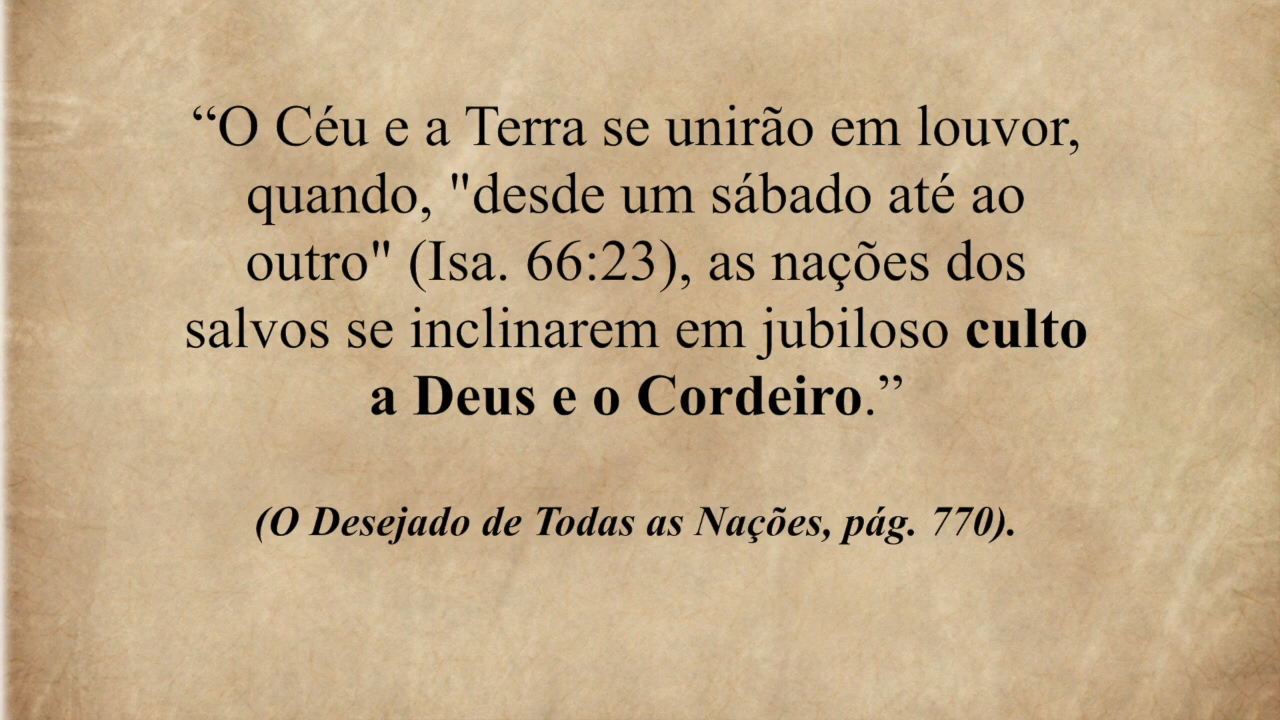 “O Céu e a Terra se unirão em louvor,
quando, "desde um sábado até ao
outro" (Isa. 66:23), as nações dos
salvos se inclinarem em jubiloso culto
a Deus e o Cordeiro.”
(O Desejado de Todas as Nações, pág. 770).